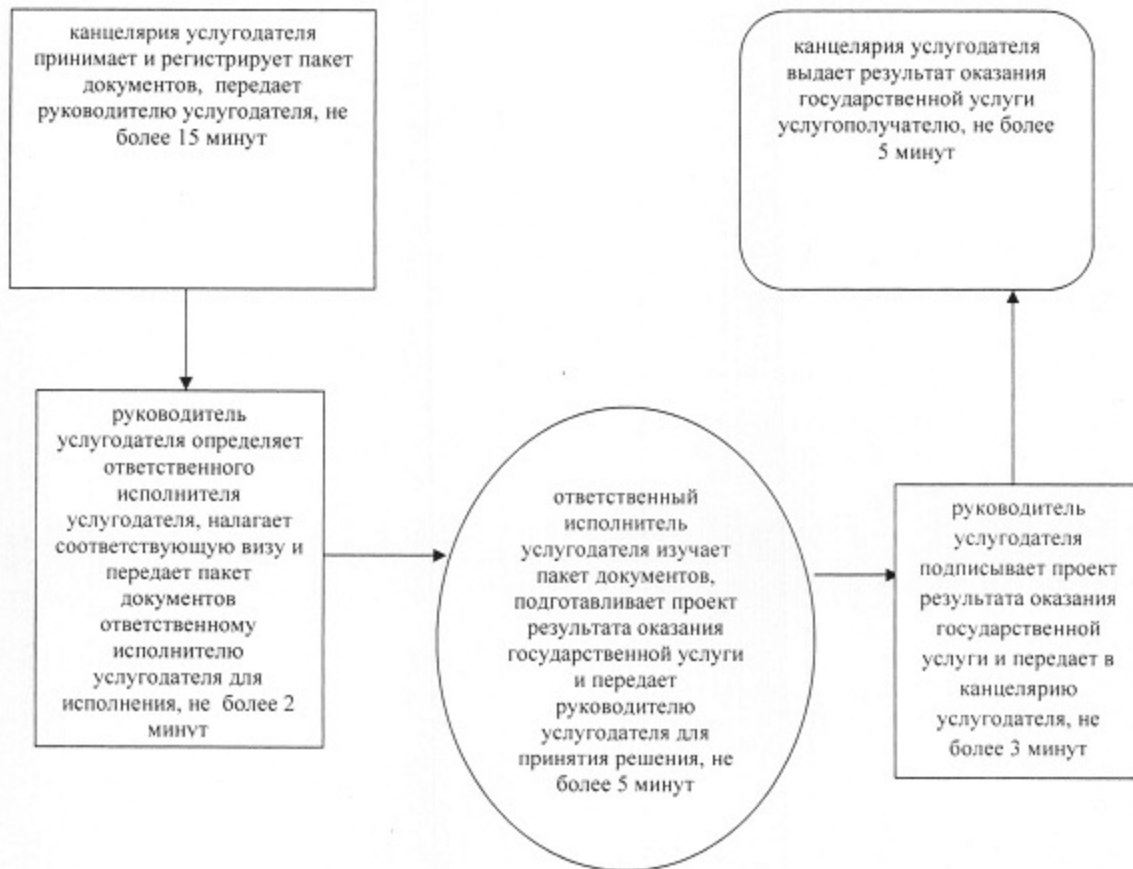 канцелярия услугодателя
принимает и регистрирует пакет
документов, передает
руководителю услугодателя, не
более 15 минут
руководитель
услугодателя определяет
ответственного
исполнителя
услугодателя, налагает
соответствующую визу и
передает пакет
документов
ответственному
исполнителю
услугодателя для
исполнения, не более 2
минут
ответственный
исполнитель
услугодателя изучает
пакет документов,
подготавливает проект
результата оказания
государственной услуги
и передает
руководителю
услугодателя для
принятия решения, не
более 5 минут
руководитель
услугодателя
подписывает проект
результата оказания
государственной
услуги и передает в
канцелярию
услугодателя, не
более 3 минут
канцелярия услугодателя
выдает результат оказания
государственной услуги
услугополучателю, не более
5 минут